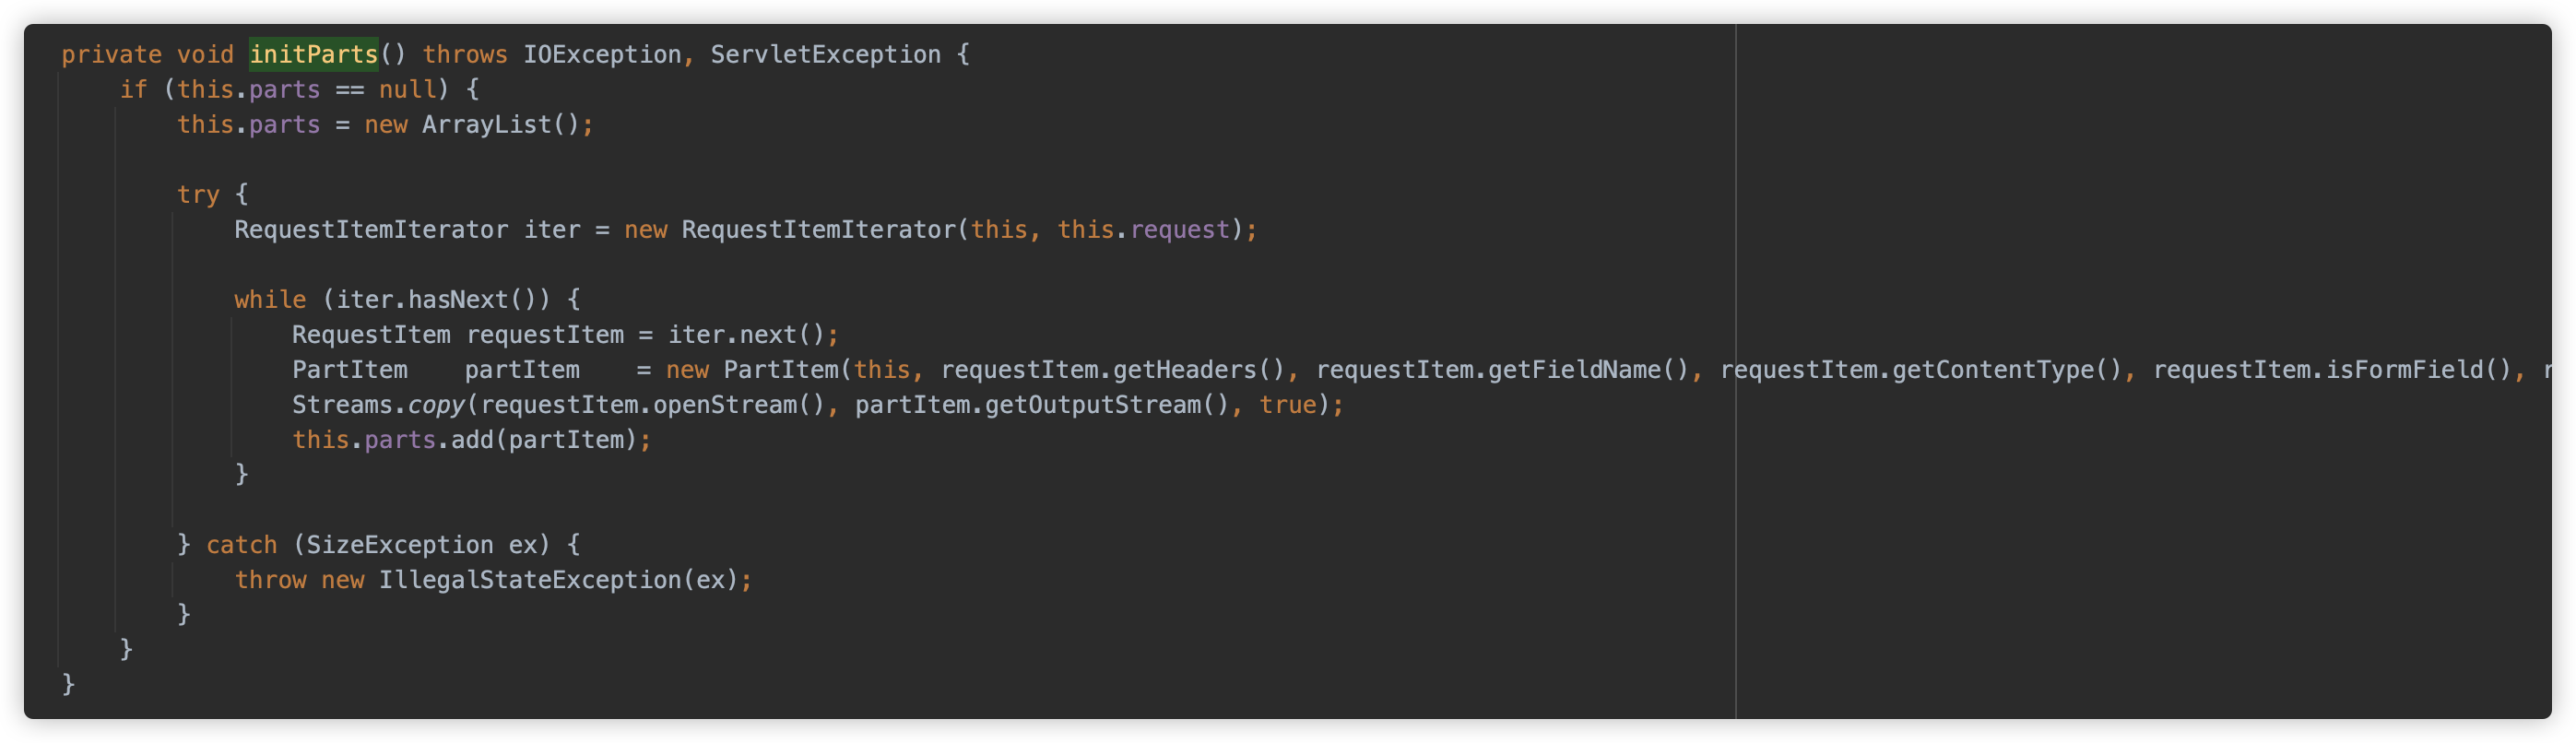 private void initParts() throws IOException, ServletException {
if (this.parts == null) {
this.parts = new ArrayList();
try {
RequestItemIterator iter = new RequestItemIterator(this, this.request);
while (iter.hasNext()) {
RequestItem requestItem = iter.next();
PartItem    partItem    = new PartItem(this, requestItem.getHeaders(), requestItem.getFieldName(), requestItem.getContentType(), requestItem.isFormField(),
Streams.copy(requestItem.openStream(), partItem.getOutputStream(), true);
this.parts.add(partItem);
}
} catch (SizeException ex) {
throw new IllegalStateException(ex);
}
}
}